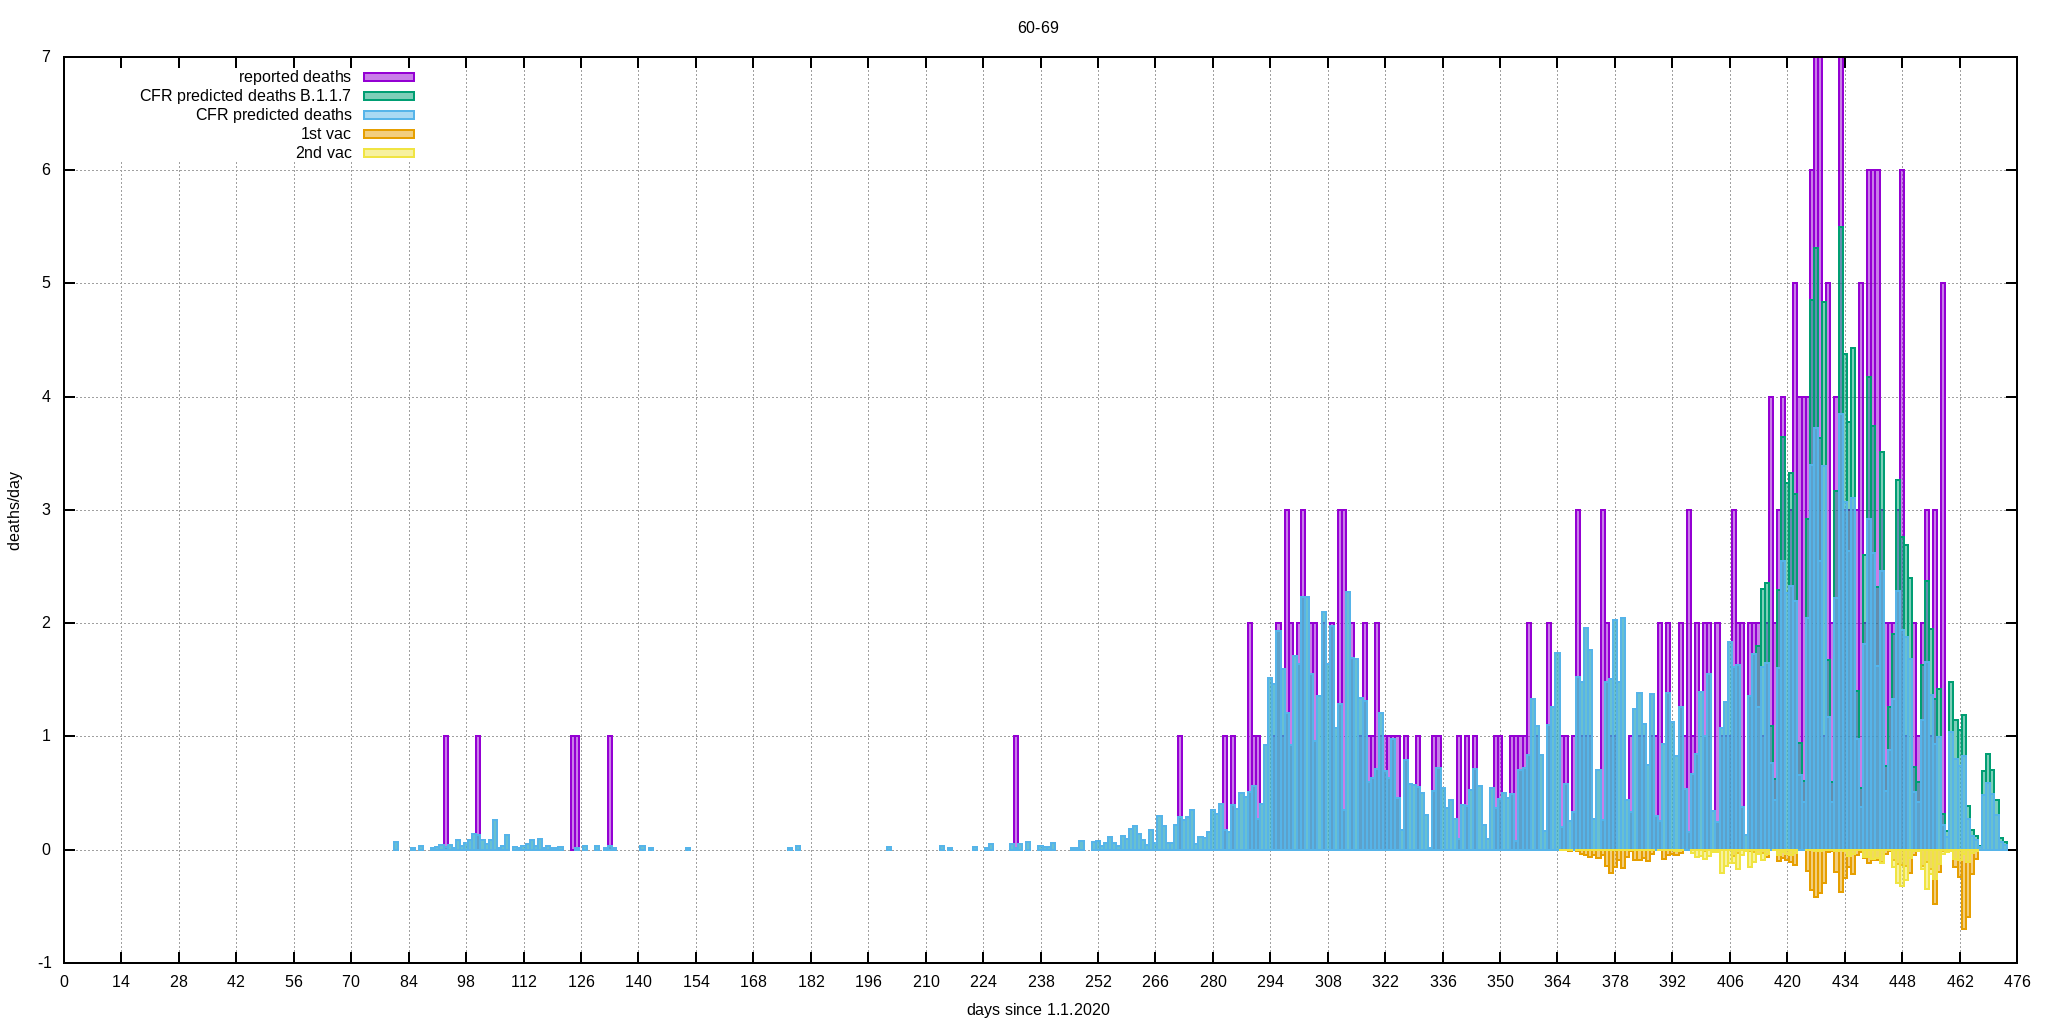 60-69
reported deaths
CFR predicted deaths B.1.1.7
CFR predicted deaths
1st vac
2nd vac
7
6
5
4
3
2
1
0
-1
deaths/day
0 14 28 42 56 70 84 98 112 126 140 154 168 182 196 210 224 238 252 266 280 294 308 322 336 350 364 378 392 406 420 434 448 462 476
days since 1.1.2020